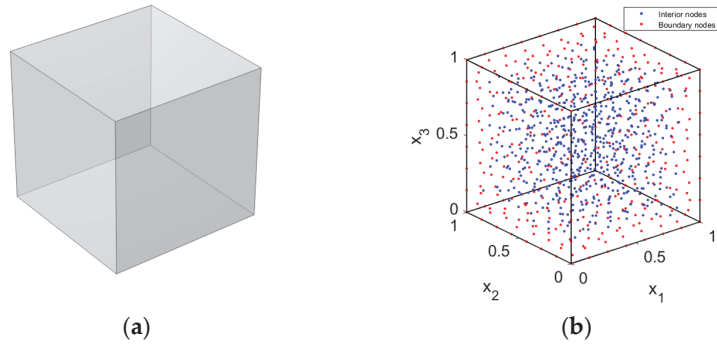 Interior nodes
Boundary nodes
1
0.5
0
x3
1
0.5
0
x2
0
0.5
1
x1
(a)
(b)